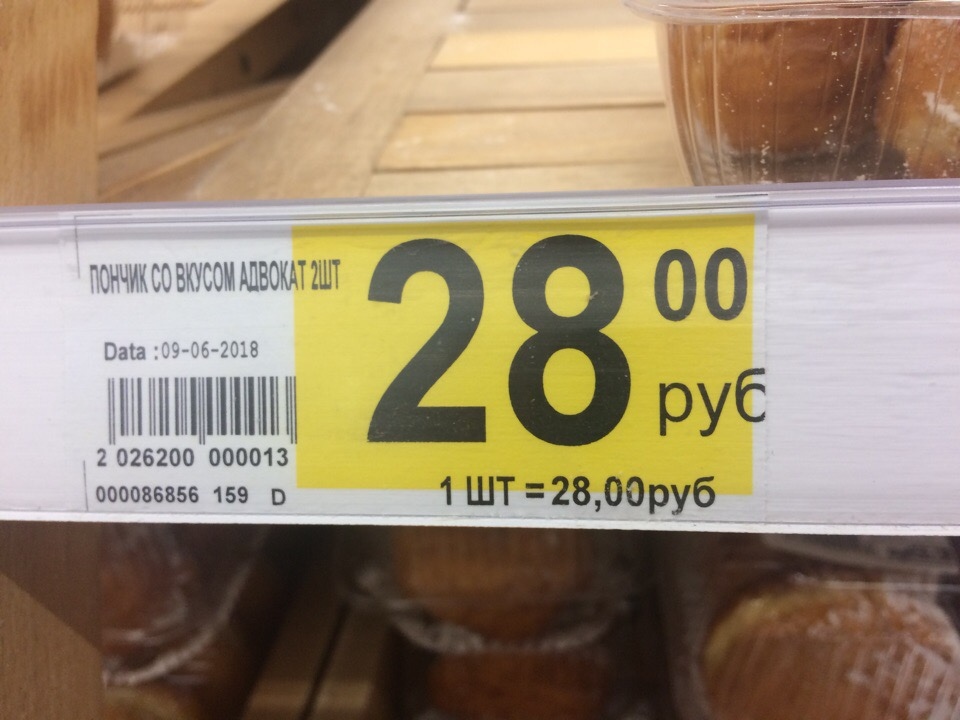 ПОНЧИК СО ВКУСОМ АДВОКАТ 2ШТ
28 00
руб
Data :09-06-2018
2 026200 000013
000086856 159 D
1 ШТ =28,00руб